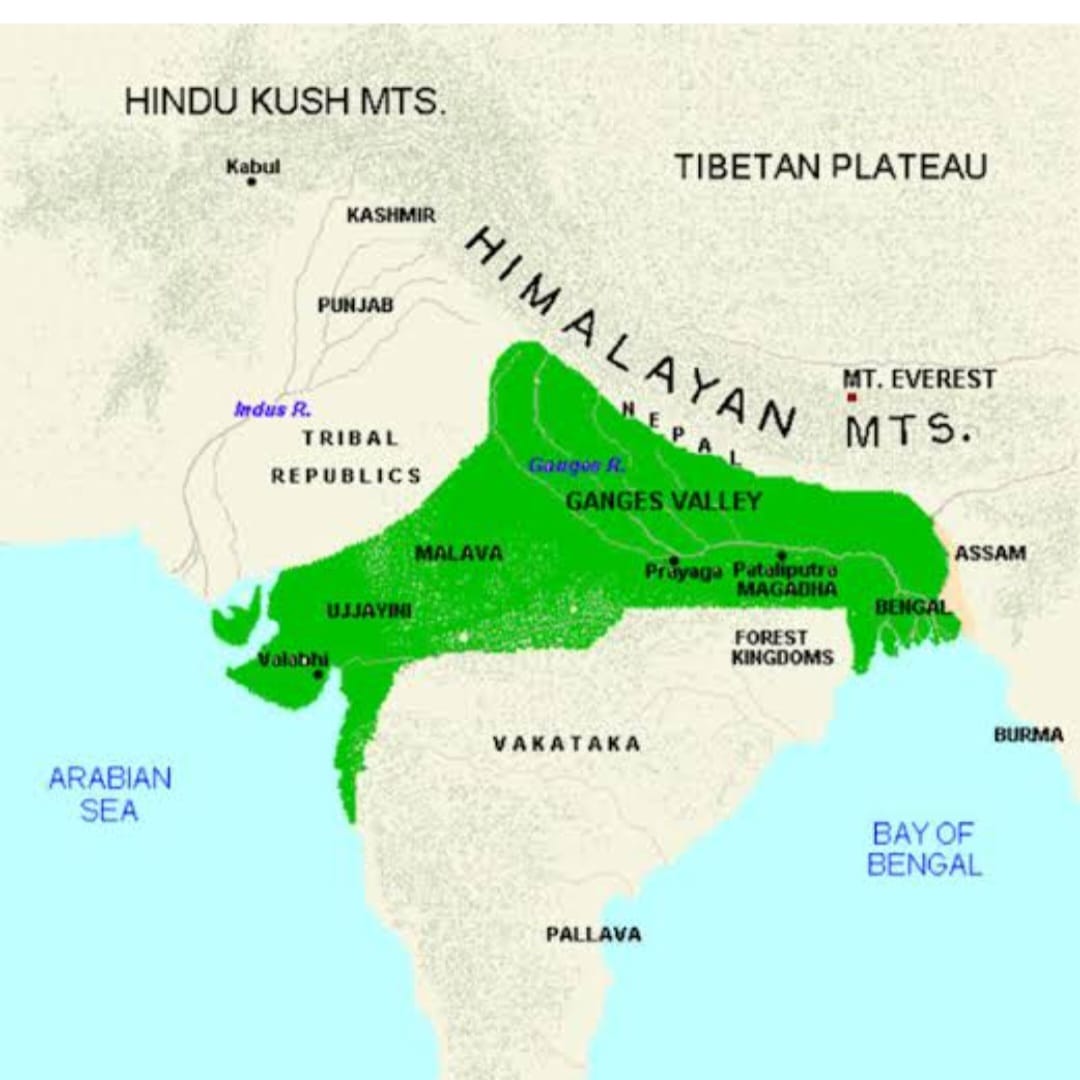 HINDU KUSH MTS.
Kabul
TIBETAN PLATEAU
KASHMIR
HIMALAYAN
MTS.
PUNJAB
MT. EVEREST
Indus R.
NEPAL
TRIBAL
REPUBLICS
Ganges R.
GANGES VALLEY
MALAVA
ASSAM
Prayaga
Pataliputra
MAGADHA
UJJAYINI
BENGAL
FOREST
KINGDOMS
Valabhi
VAKATAKA
BURMA
ARABIAN
SEA
BAY OF
BENGAL
PALLAVA